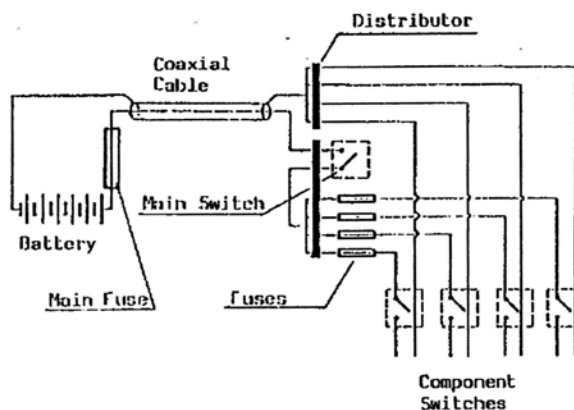 Distributor
Coaxial
Cable
Main Switch
Battery
Main Fuse
Fuses
Component
Switches